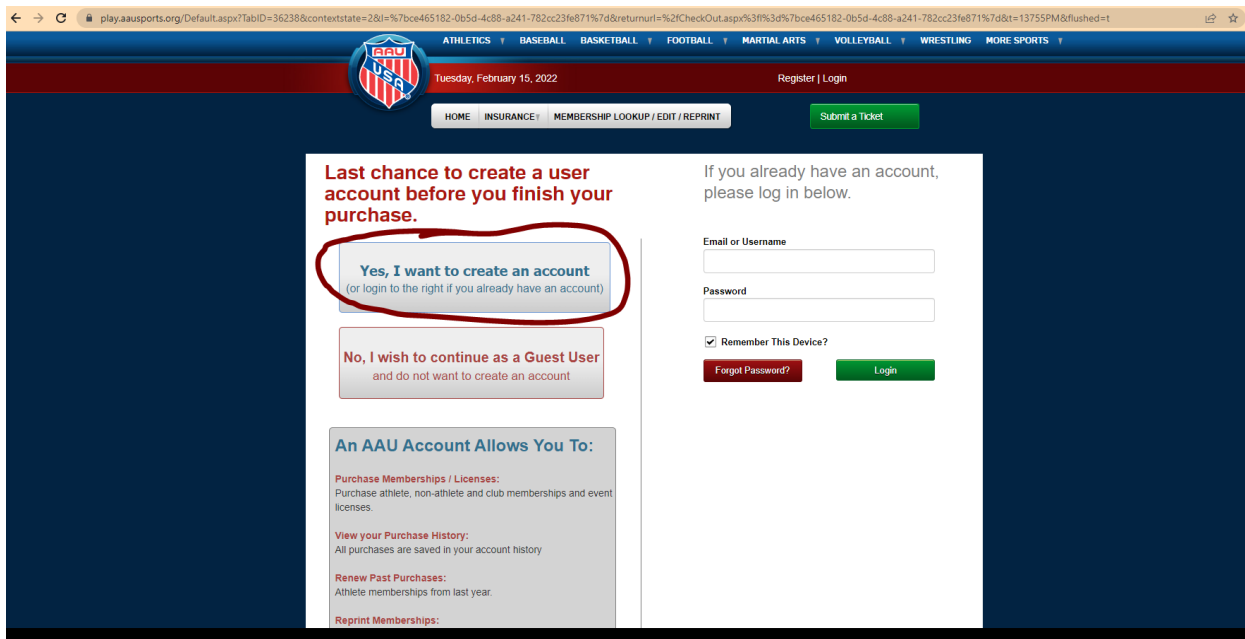 play.aausports.org/Default.aspx?TabID=36238&contextstate=2&l=%7bce465182-0b5d-4c88-a241-782cc23fe871%7d&returnurl=%2fCheckOut.aspx%3fl%3d%7bce465182-0b5d-4c88-a241-782cc23fe871%7d&t=13755PM&flushed=t
ATHLETICS BASEBALL BASKETBALL FOOTBALL MARTIAL ARTS VOLLEYBALL WRESTLING MORE SPORTS
AAU
USA
Tuesday, February 15, 2022
Register | Login
HOME INSURANCE MEMBERSHIP LOOKUP / EDIT / REPRINT
Submit a Ticket
Last chance to create a user
account before you finish your
purchase.
Yes, I want to create an account
(or login to the right if you already have an account)
No, I wish to continue as a Guest User
and do not want to create an account
An AAU Account Allows You To:
Purchase Memberships / Licenses:
Purchase athlete, non-athlete and club memberships and event
licenses.
View your Purchase History:
All purchases are saved in your account history
Renew Past Purchases:
Athlete memberships from last year.
Reprint Memberships:
If you already have an account,
please log in below.
Email or Username
Password
Remember This Device?
Forgot Password?
Login